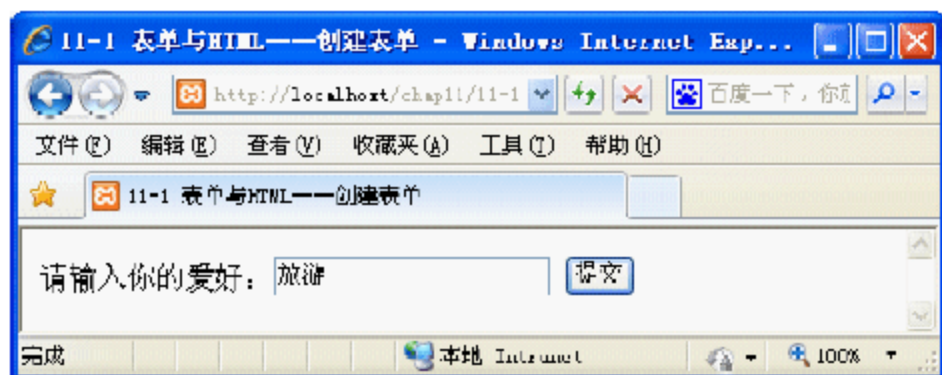 11-1 表单与HTML——创建表单 - Windows Internet Exp...
http://localhost/chap11/11-1 百度一下，你
文件(F) 编辑(E) 查看(V) 收藏夹(A) 工具(T) 帮助(H)
11-1 表单与HTML——创建表单
请输入你的爱好：旅游 提交
完成 本地 Intranet 100%